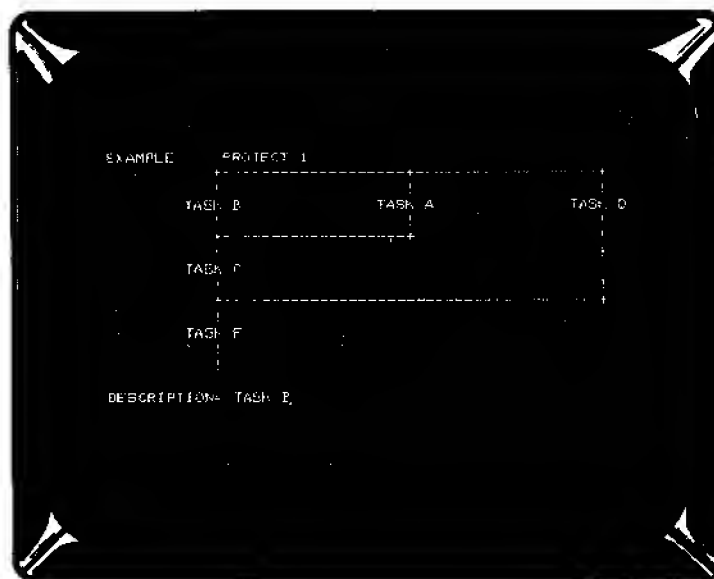 EXAMPLE PROJECT 1
TASK B TASK A TASK D
TASK C
TASK E
DESCRIPTION= TASK B